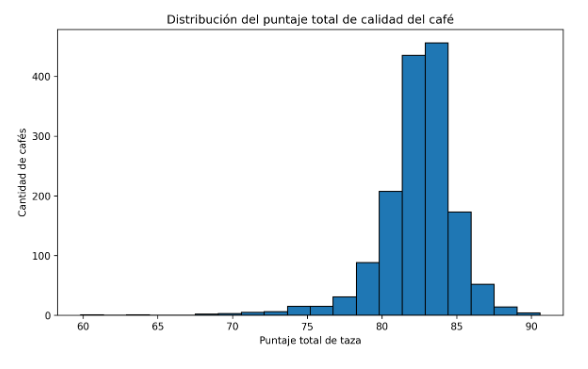 Distribución del puntaje total de calidad del café
Cantidad de cafés
400
300
200
100
0
60 65 70 75 80 85 90
Puntaje total de taza